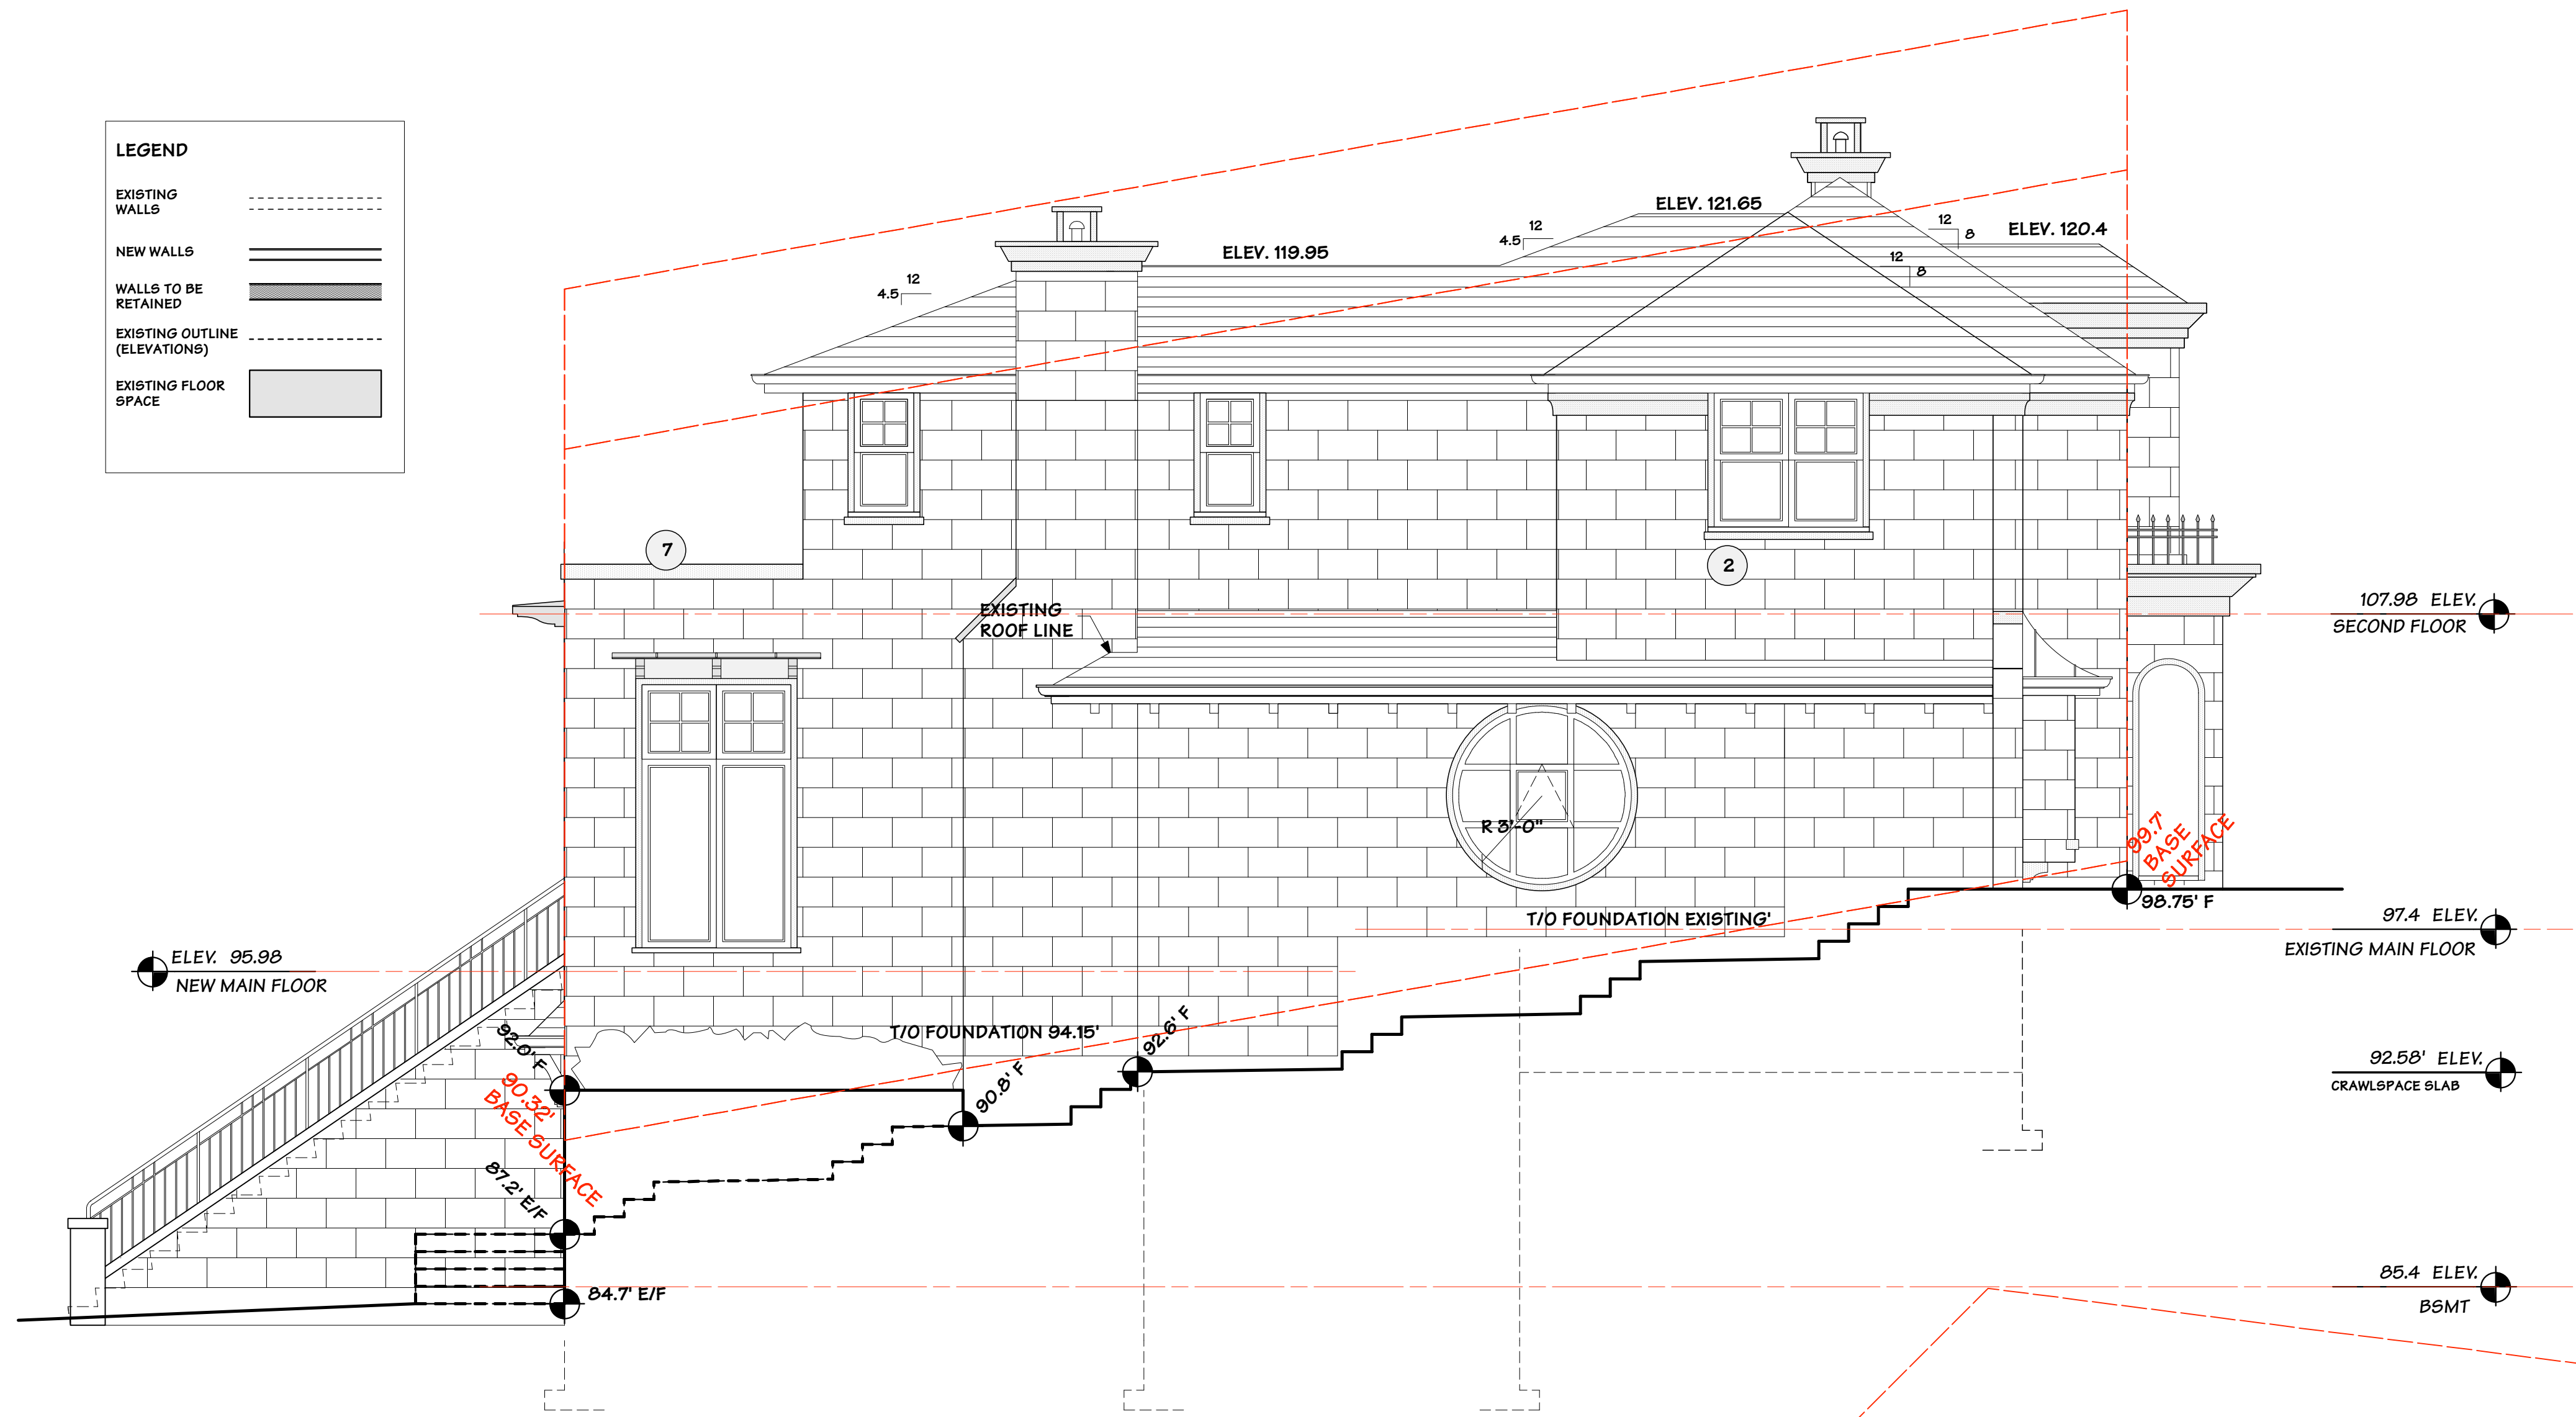 LEGEND
EXISTING
WALLS
NEW WALLS
WALLS TO BE
RETAINED
EXISTING OUTLINE
(ELEVATIONS)
EXISTING FLOOR
SPACE
ELEV. 121.65
ELEV. 120.4
ELEV. 119.95
12
4.5
12
4.5
12
8
12
8
7
2
EXISTING
ROOF LINE
107.98 ELEV.
SECOND FLOOR
R 3'-0"
99.7'
BASE
SURFACE
98.75' F
T/O FOUNDATION EXISTING'
97.4 ELEV.
EXISTING MAIN FLOOR
ELEV. 95.98
NEW MAIN FLOOR
T/O FOUNDATION 94.15'
92.0' F
92.6' F
90.8' F
92.58' ELEV.
CRAWLSPACE SLAB
90.32'
BASE SURFACE
87.2' E/F
84.7' E/F
85.4 ELEV.
BSMT